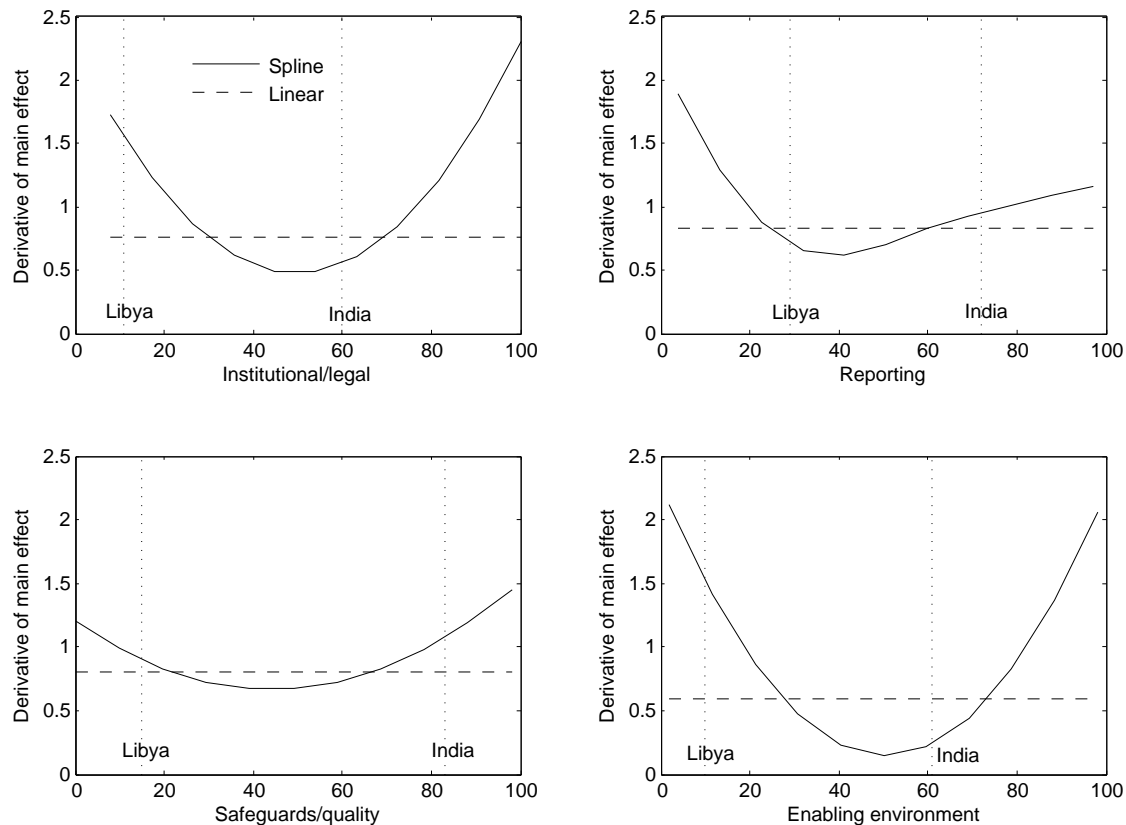 2.5
2
1.5
1
0.5
0
Derivative of main effect
Spline
Linear
Libya
India
0 20 40 60 80 100
Institutional/legal
2.5
2
1.5
1
0.5
0
Derivative of main effect
Libya
India
0 20 40 60 80 100
Reporting
2.5
2
1.5
1
0.5
0
Derivative of main effect
Libya
India
0 20 40 60 80 100
Safeguards/quality
2.5
2
1.5
1
0.5
0
Derivative of main effect
Libya
India
0 20 40 60 80 100
Enabling environment